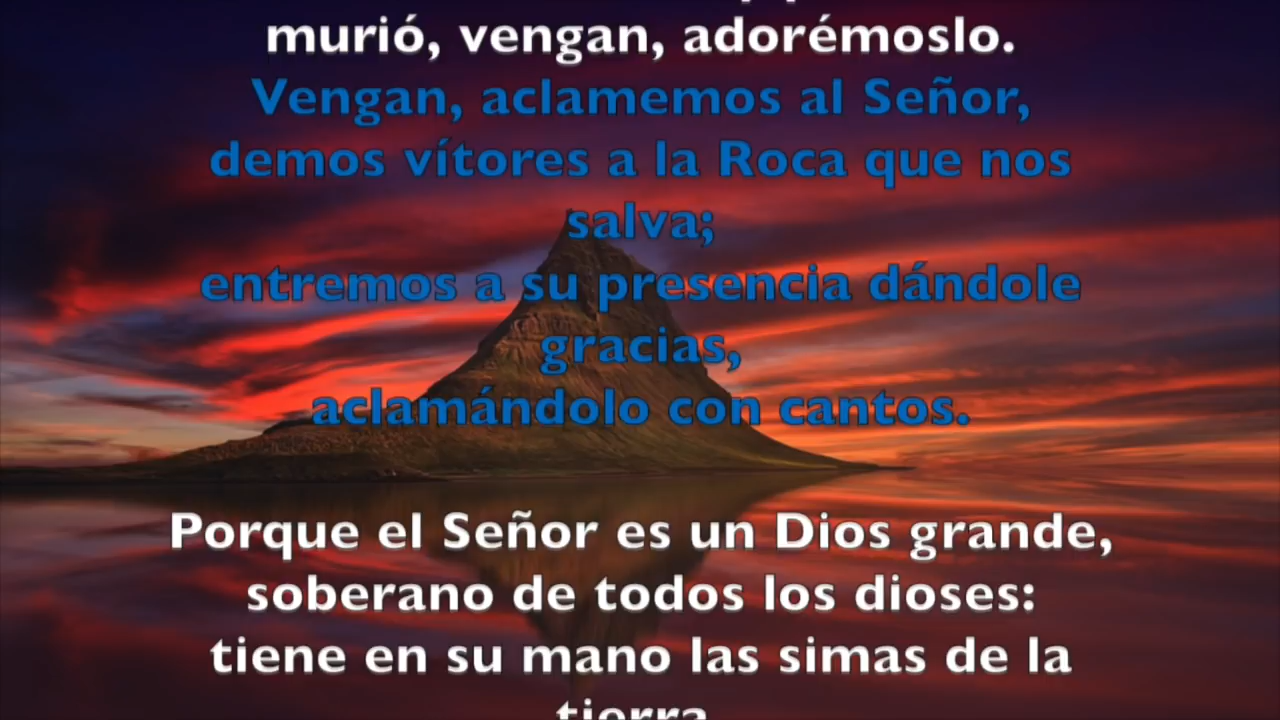 murió, vengan, adorémoslo.
Vengan, aclamemos al Señor,
demos vítores a la Roca que nos
salva;
entremos a su presencia dándole
gracias,
aclamándolo con cantos.
Porque el Señor es un Dios grande,
soberano de todos los dioses:
tiene en su mano las simas de la
tierra